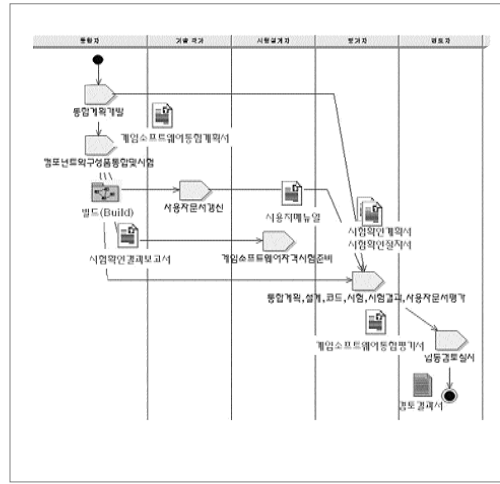 통합자 기술 작가 시험설계자 평가자 검토자
통합계획개발
게임소프트웨어통합계획서
컴포넌트와구성품통합및시험
빌드(Build)
사용자문서갱신
사용자메뉴얼
시험확인계획서
시험확인절차서
시험확인결과보고서
게임소프트웨어자격시험준비
통합계획,설계,코드,시험,시험결과,사용자문서평가
게임소프트웨어통합평가서
합동검토실시
검토결과서